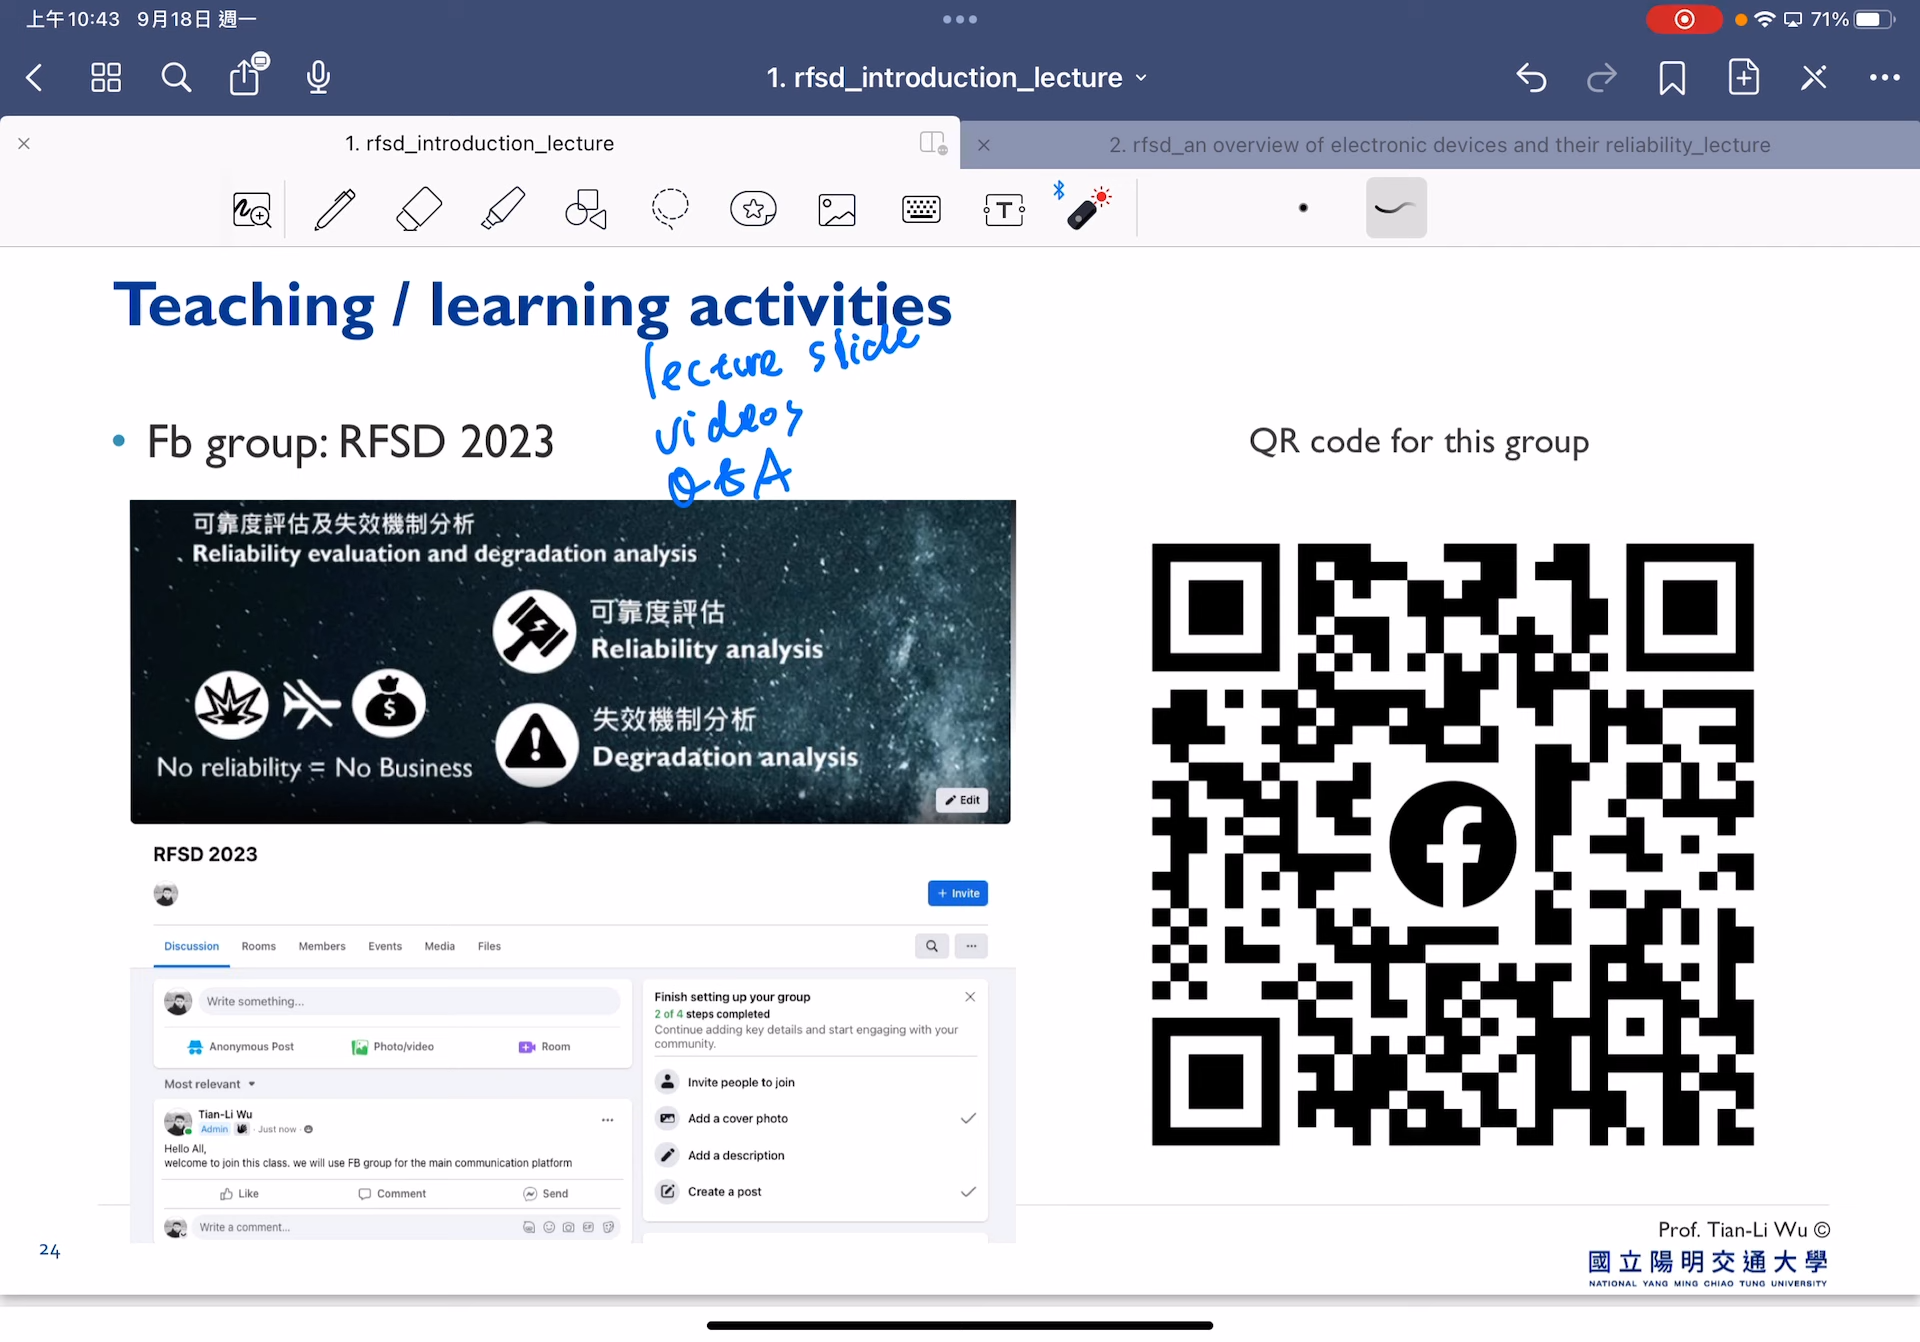 上午10:43 9月18日 週一
71%
1. rfsd_introduction_lecture
1. rfsd_introduction_lecture
2. rfsd_an overview of electronic devices and their reliability_lecture
T
Teaching / learning activities
lecture slide
videos
Q&A
• Fb group: RFSD 2023
QR code for this group
可靠度評估及失效機制分析
Reliability evaluation and degradation analysis
可靠度評估
Reliability analysis
失效機制分析
Degradation analysis
No reliability = No Business
Edit
RFSD 2023
+ Invite
Discussion Rooms Members Events Media Files
Write something...
Anonymous Post Photo/video Room
Most relevant
Tian-Li Wu
Admin · Just now ·
Hello All,
welcome to join this class. we will use FB group for the main communication platform
Like Comment Send
Write a comment...
Finish setting up your group
2 of 4 steps completed
Continue adding key details and start engaging with your
community.
Invite people to join
Add a cover photo
Add a description
Create a post
24
Prof. Tian-Li Wu ©
國立陽明交通大學
NATIONAL YANG MING CHIAO TUNG UNIVERSITY